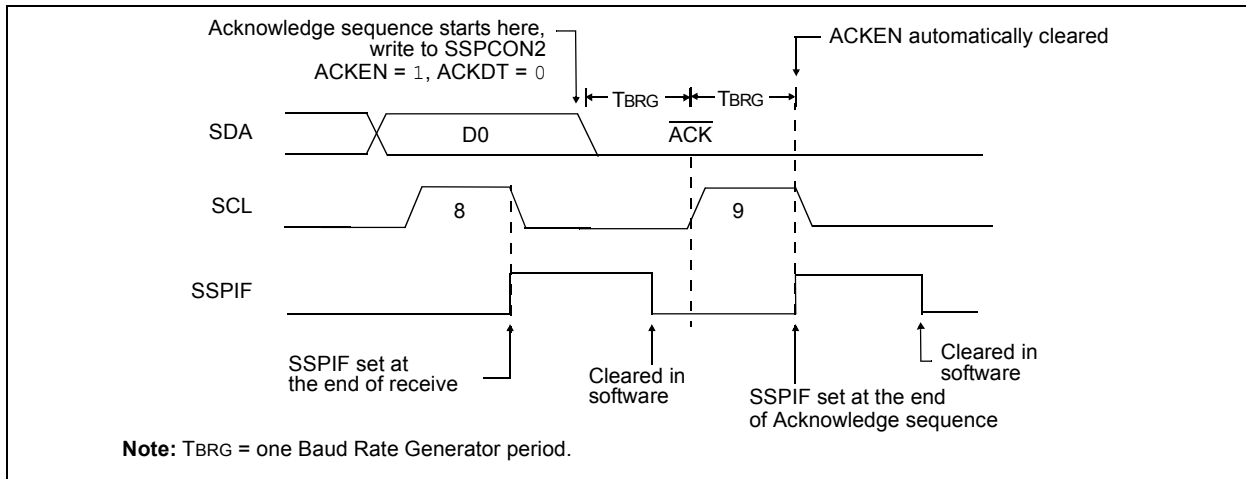 Acknowledge sequence starts here,
write to SSPCON2
ACKEN = 1, ACKDT = 0
ACKEN automatically cleared
TBRG
TBRG
SDA
D0
ACK
SCL
8
9
SSPIF
SSPIF set at
the end of receive
Cleared in
software
SSPIF set at the end
of Acknowledge sequence
Cleared in
software
Note: TBRG = one Baud Rate Generator period.